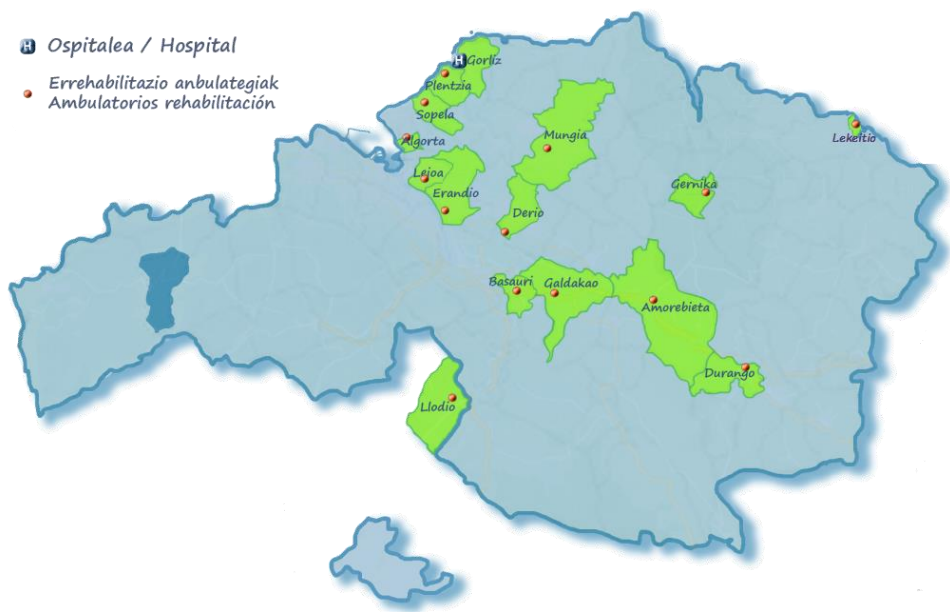 H Ospitalea / Hospital
Errehabilitazio anbulategiak
Ambulatorios rehabilitación
H
Gorliz
Plentzia
Sopela
Algorta
Mungia
Lekeitio
Leioa
Erandio
Gernika
Derio
Basauri
Galdakao
Amorebieta
Durango
Llodio